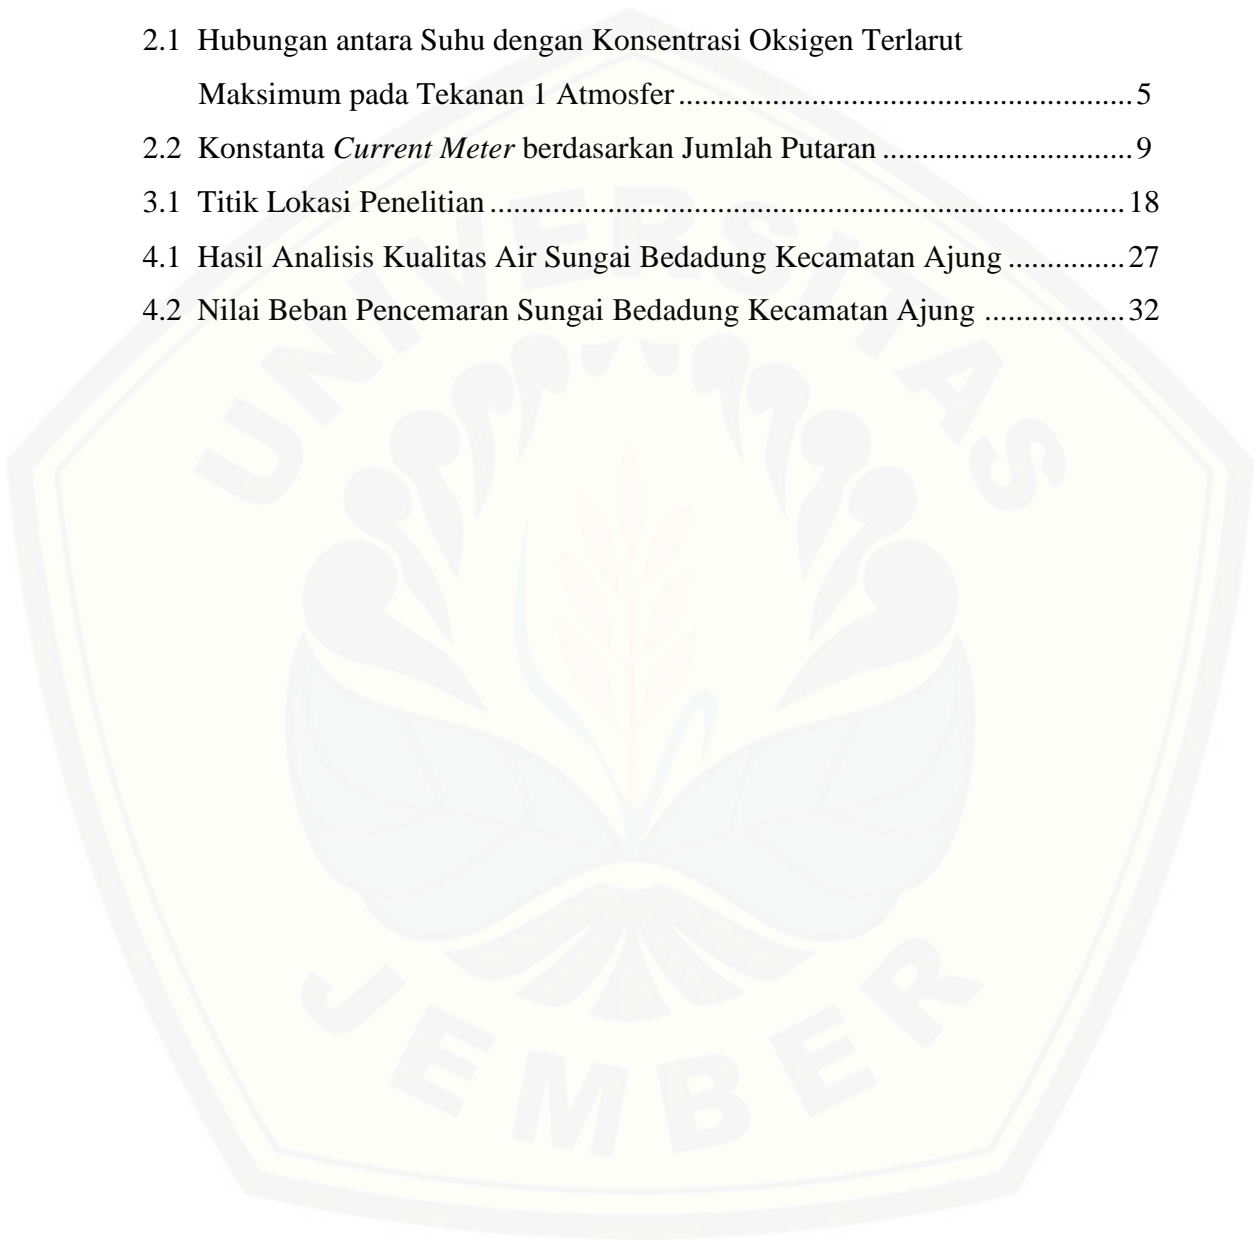 2.1 Hubungan antara Suhu dengan Konsentrasi Oksigen Terlarut
Maksimum pada Tekanan 1 Atmosfer..........................................................5
2.2 Konstanta Current Meter berdasarkan Jumlah Putaran................................9
3.1 Titik Lokasi Penelitian.................................................................................18
4.1 Hasil Analisis Kualitas Air Sungai Bedadung Kecamatan Ajung...............27
4.2 Nilai Beban Pencemaran Sungai Bedadung Kecamatan Ajung ..................32
UNIVERSITAS
JEMBER